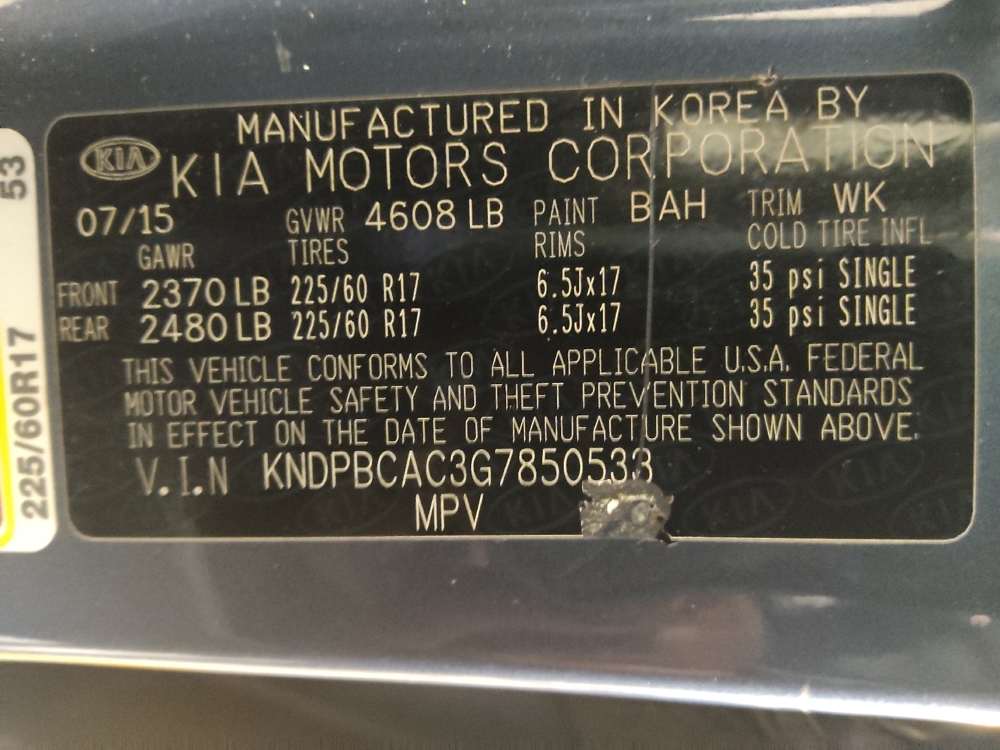 MANUFACTURED IN KOREA BY
KIA KIA MOTORS CORPORATION
07/15 GVWR 4608 LB PAINT BAH TRIM WK
GAWR TIRES RIMS COLD TIRE INFL
FRONT 2370 LB 225/60 R17 6.5Jx17 35 psi SINGLE
REAR 2480 LB 225/60 R17 6.5Jx17 35 psi SINGLE
THIS VEHICLE CONFORMS TO ALL APPLICABLE U.S.A. FEDERAL
MOTOR VEHICLE SAFETY AND THEFT PREVENTION STANDARDS
IN EFFECT ON THE DATE OF MANUFACTURE SHOWN ABOVE.
V.I.N KNDPBCAC3G7850533
MPV
225/60R17
53